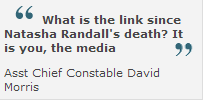 What is the link since
Natasha Randall's death? It
is you, the media
Asst Chief Constable David
Morris